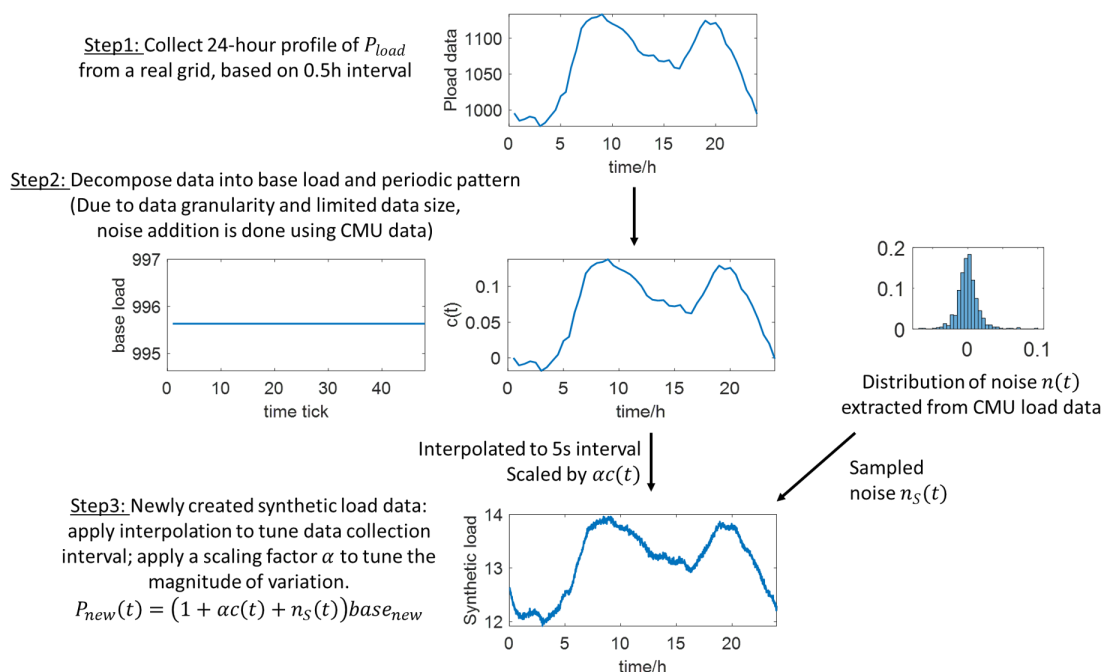 Step1: Collect 24-hour profile of P_load
from a real grid, based on 0.5h interval
Pload data
1100
1050
1000
0 5 10 15 20
time/h
Step2: Decompose data into base load and periodic pattern
(Due to data granularity and limited data size,
noise addition is done using CMU data)
base load
997
996
995
0 10 20 30 40
time tick
c(t)
0.1
0.05
0
0 5 10 15 20
time/h
0.2
0.1
0
0 0.1
Distribution of noise n(t)
extracted from CMU load data
Interpolated to 5s interval
Scaled by αc(t)
Sampled
noise n_S(t)
Step3: Newly created synthetic load data:
apply interpolation to tune data collection
interval; apply a scaling factor α to tune the
magnitude of variation.
P_new(t) = (1 + αc(t) + n_S(t))base_new
Synthetic load
14
13
12
0 5 10 15 20
time/h